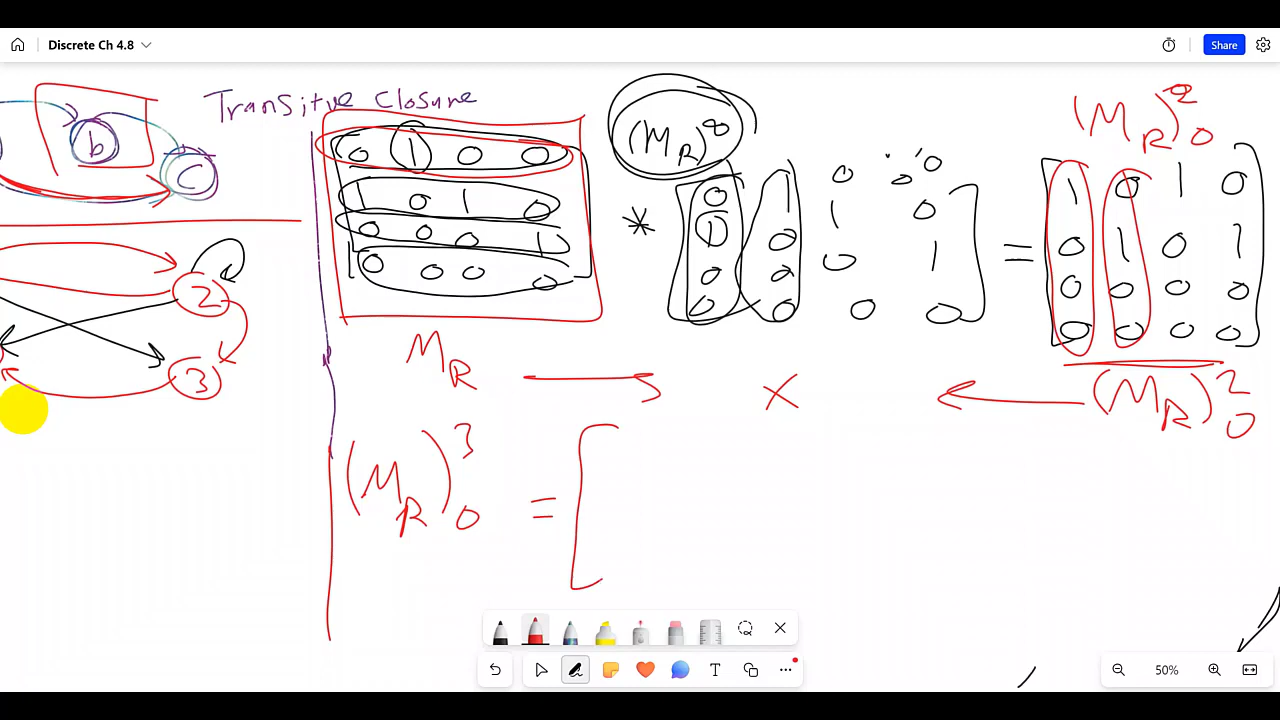 Discrete Ch 4.8
Share
Transitive Closure
b
c
2
3
0 1 0 0
1 0 1 0
0 0 0 1
0 0 0 0
M_R
*
(M_R)^∞
0 1 0 0
1 0 1 0
0 0 0 1
0 0 0 0
=
(M_R)^2_0
1 0 1 0
0 1 0 1
0 0 0 0
0 0 0 0
(M_R)^2_0
X
(M_R)^3_0 = [
T
50%